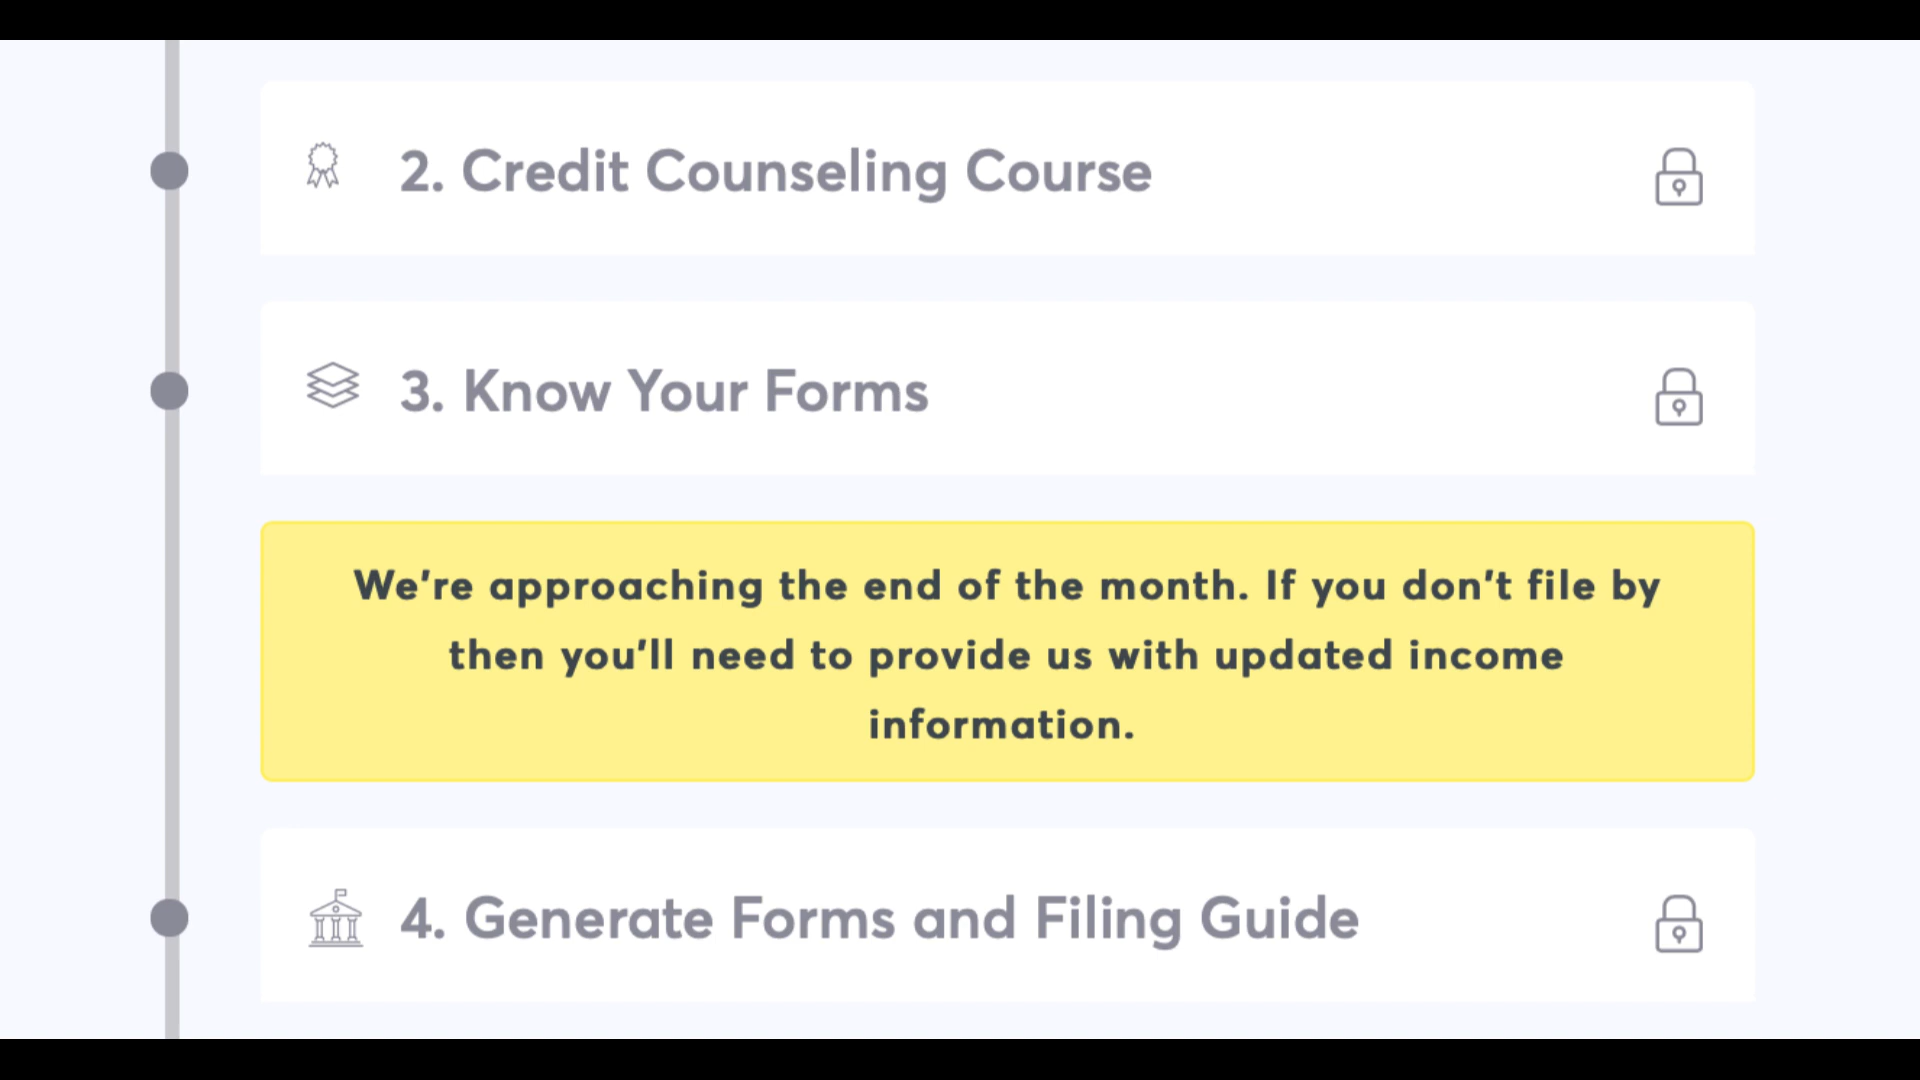 2. Credit Counseling Course
3. Know Your Forms
We're approaching the end of the month. If you don't file by
then you'll need to provide us with updated income
information.
4. Generate Forms and Filing Guide